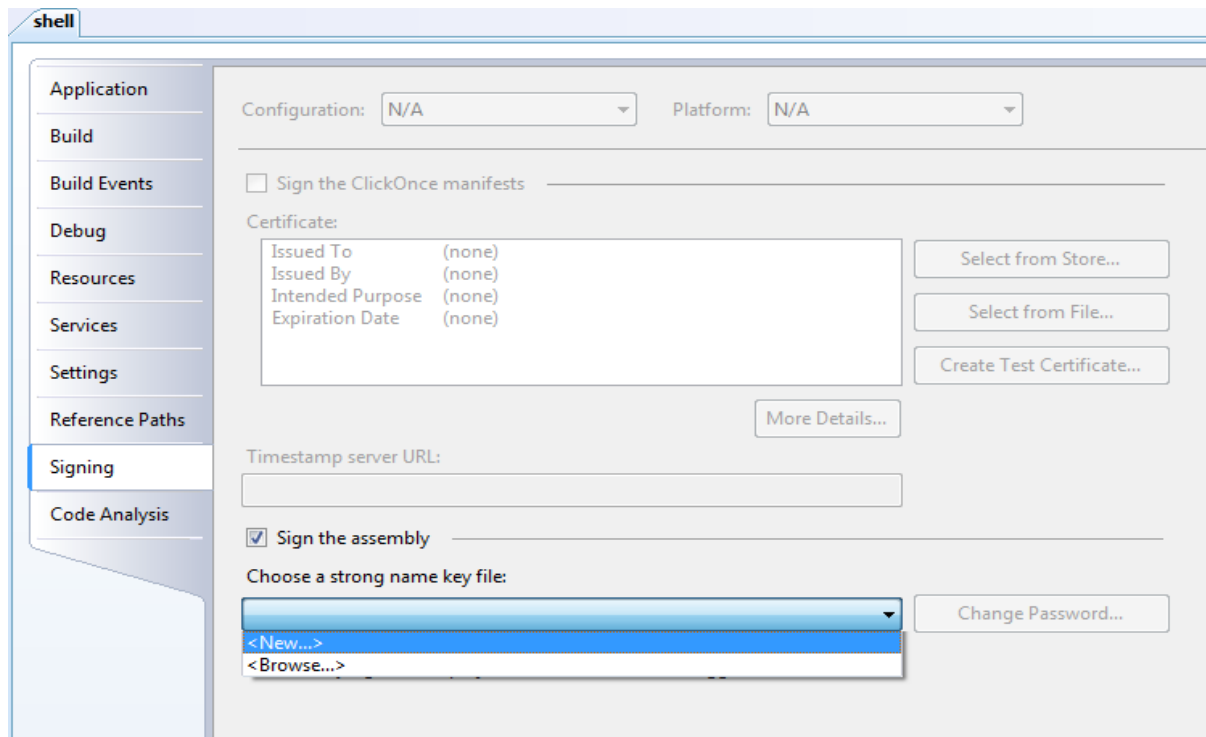 shell
Application
Build
Build Events
Debug
Resources
Services
Settings
Reference Paths
Signing
Code Analysis
Configuration: N/A Platform: N/A
Sign the ClickOnce manifests
Certificate:
Issued To (none)
Issued By (none)
Intended Purpose (none)
Expiration Date (none)
Select from Store...
Select from File...
Create Test Certificate...
More Details...
Timestamp server URL:
Sign the assembly
Choose a strong name key file:
Change Password...
<New...>
<Browse...>